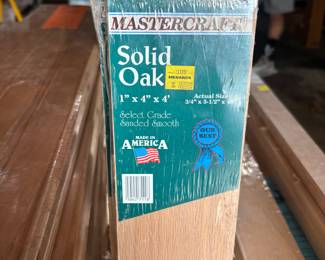 MASTERCRAFT
Solid
Oak
MENARDS
1" x 4" x 4'
Actual Size
3/4" x 3-1/2" x
Select Grade
Sanded Smooth
MADE IN
AMERICA
OUR
BEST